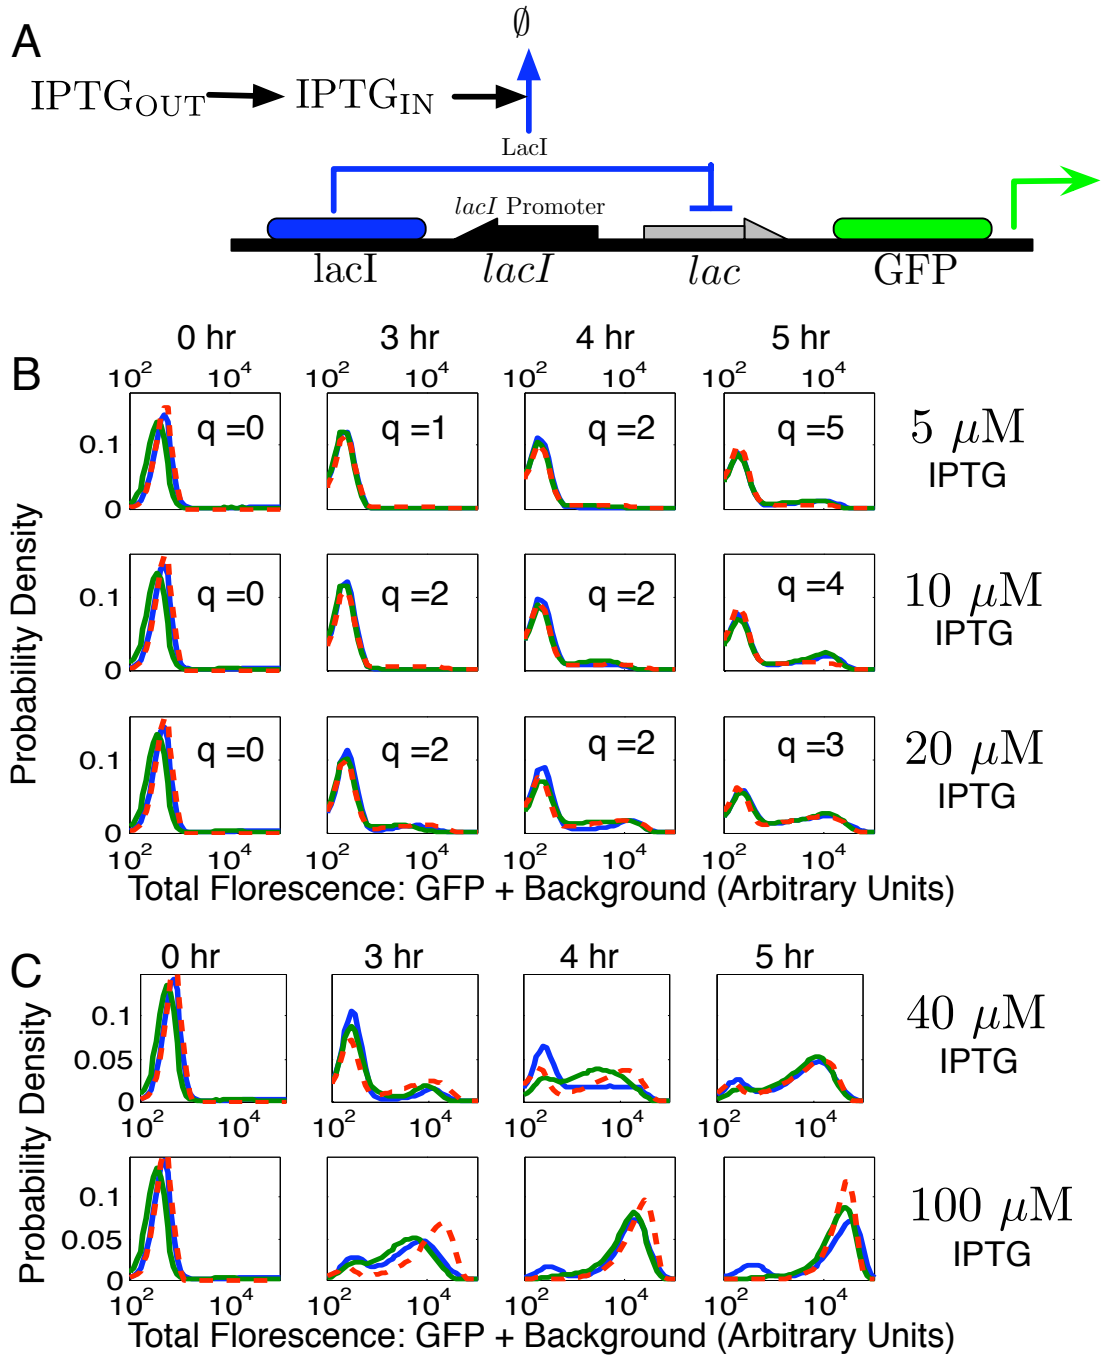 A
∅
IPTG_OUT IPTG_IN
LacI
lacI Promoter
lacI lacI lac GFP
B
0 hr 3 hr 4 hr 5 hr
10^2 10^4 10^2 10^4 10^2 10^4 10^2 10^4
Probability Density
0.1 q =0 q =1 q =2 q =5 5 μM
IPTG
0
0.1 q =0 q =2 q =2 q =4 10 μM
IPTG
0
0.1 q =0 q =2 q =2 q =3 20 μM
IPTG
0
10^2 10^4 10^2 10^4 10^2 10^4 10^2 10^4
Total Florescence: GFP + Background (Arbitrary Units)
C
0 hr 3 hr 4 hr 5 hr
Probability Density
0.1 40 μM
0.05 IPTG
0
10^2 10^4 10^2 10^4 10^2 10^4 10^2 10^4
0.1 100 μM
0.05 IPTG
0
10^2 10^4 10^2 10^4 10^2 10^4 10^2 10^4
Total Florescence: GFP + Background (Arbitrary Units)